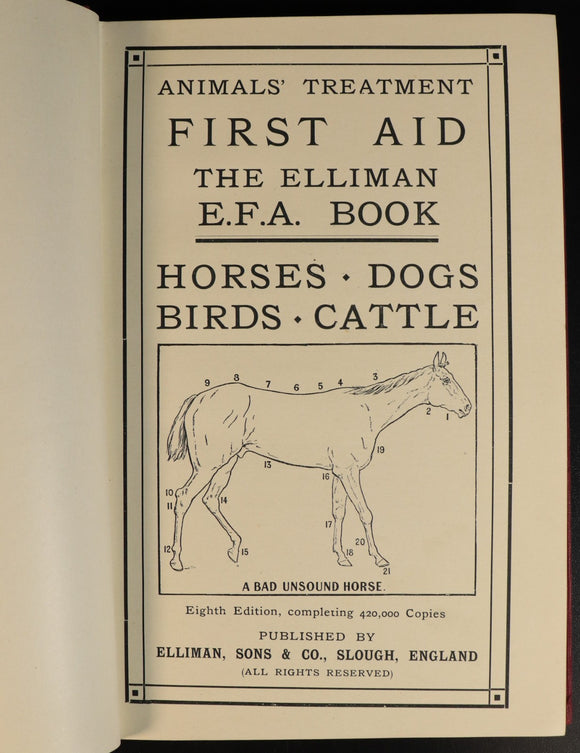 ANIMALS' TREATMENT
FIRST AID
THE ELLIMAN
E.F.A. BOOK
HORSES · DOGS
BIRDS · CATTLE
9 8 7 6 5 4 3
2 1
19
13
16
10
11
14
17
20
12
15
18
21
A BAD UNSOUND HORSE.
Eighth Edition, completing 420,000 Copies
PUBLISHED BY
ELLIMAN, SONS & CO., SLOUGH, ENGLAND
(ALL RIGHTS RESERVED)